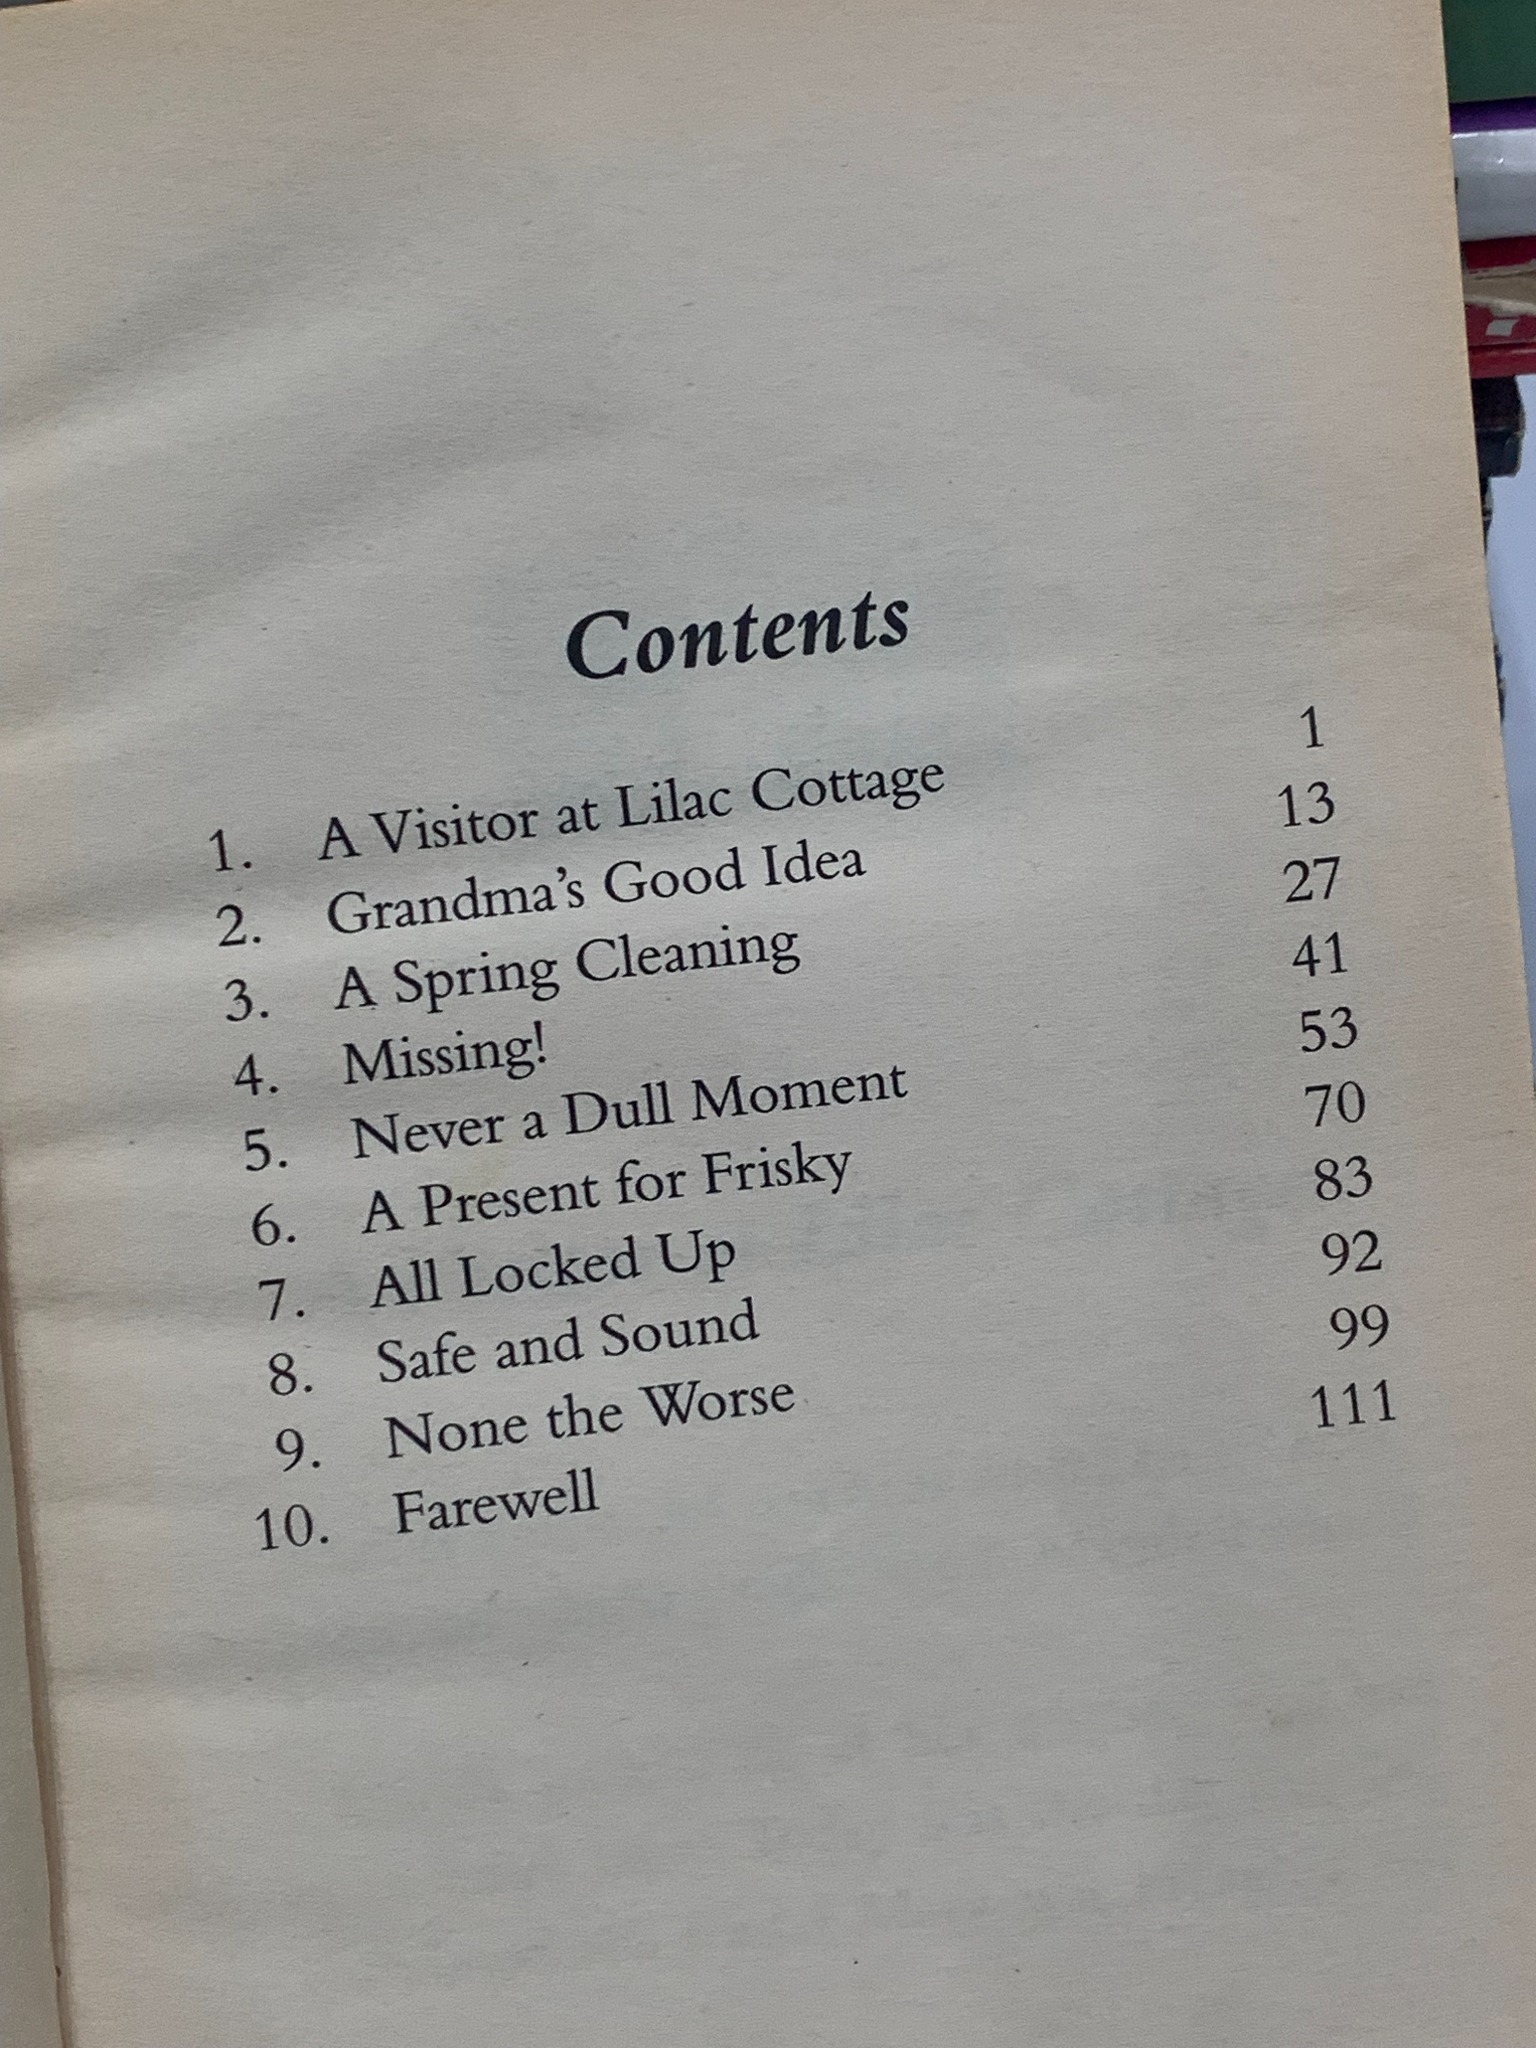 Contents
1. A Visitor at Lilac Cottage 1
2. Grandma's Good Idea 13
3. A Spring Cleaning 27
4. Missing! 41
5. Never a Dull Moment 53
6. A Present for Frisky 70
7. All Locked Up 83
8. Safe and Sound 92
9. None the Worse 99
10. Farewell 111